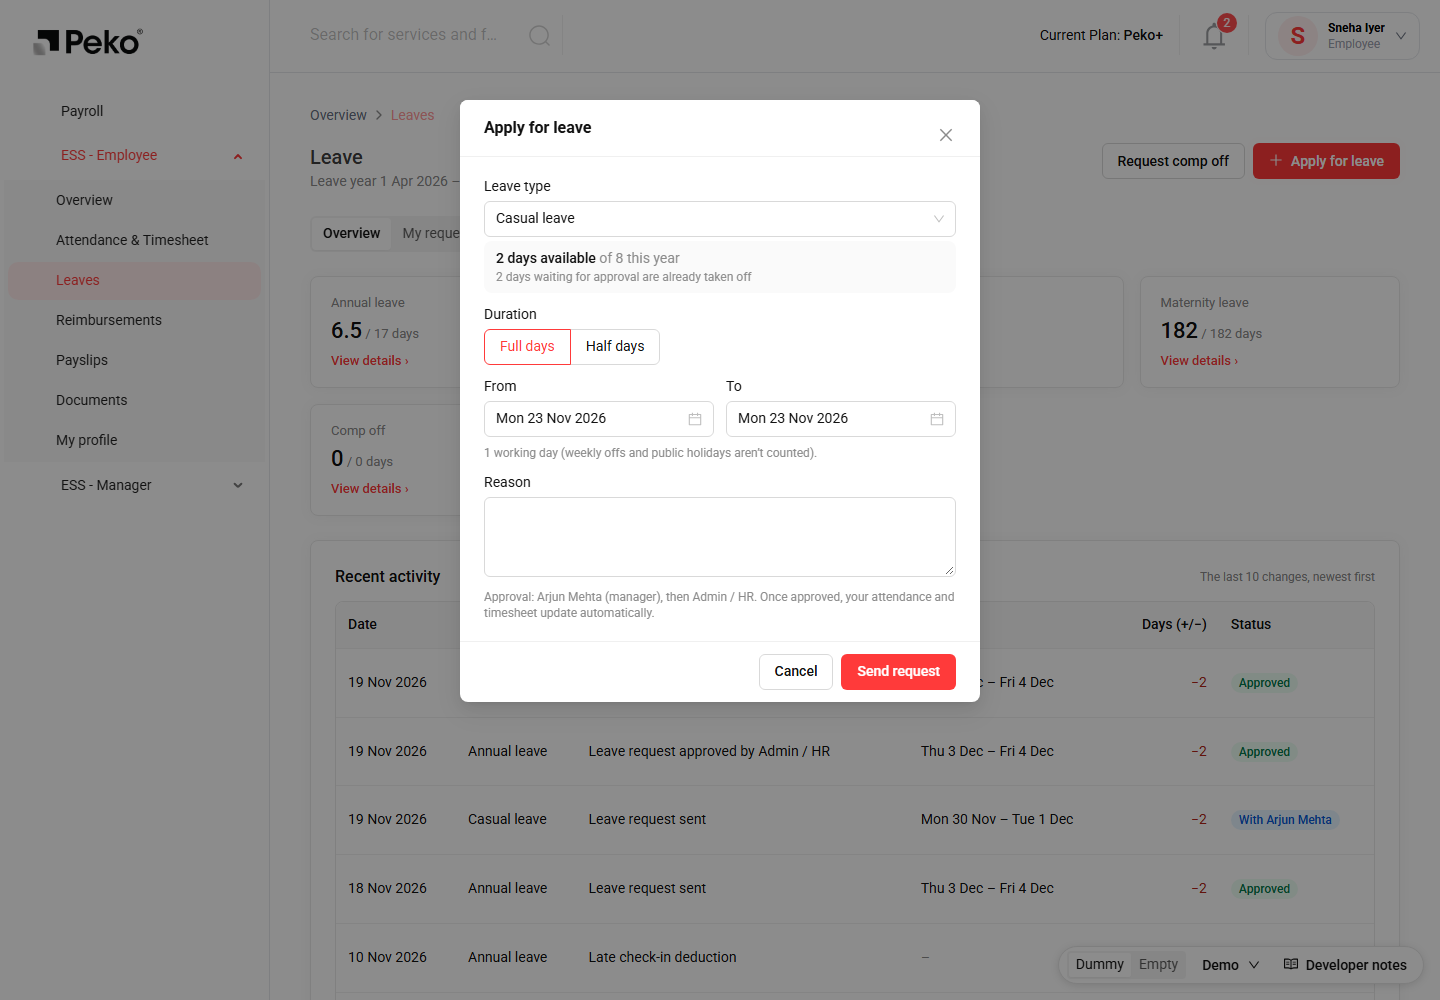 Peko®
Search for services and f...
Current Plan: Peko+
2
S
Sneha Iyer
Employee
Payroll
ESS - Employee
Overview
Attendance & Timesheet
Leaves
Reimbursements
Payslips
Documents
My profile
ESS - Manager
Overview > Leaves
Leave
Leave year 1 Apr 2026 –
Request comp off
+ Apply for leave
Overview
My reque
Annual leave
6.5 / 17 days
View details ›
Maternity leave
182 / 182 days
View details ›
Comp off
0 / 0 days
View details ›
Apply for leave
Leave type
Casual leave
2 days available of 8 this year
2 days waiting for approval are already taken off
Duration
Full days
Half days
From
To
Mon 23 Nov 2026
Mon 23 Nov 2026
1 working day (weekly offs and public holidays aren't counted).
Reason
Approval: Arjun Mehta (manager), then Admin / HR. Once approved, your attendance and
timesheet update automatically.
Cancel
Send request
Recent activity
The last 10 changes, newest first
Date
Days (+/−)
Status
19 Nov 2026
c – Fri 4 Dec
−2
Approved
19 Nov 2026
Annual leave
Leave request approved by Admin / HR
Thu 3 Dec – Fri 4 Dec
−2
Approved
19 Nov 2026
Casual leave
Leave request sent
Mon 30 Nov – Tue 1 Dec
−2
With Arjun Mehta
18 Nov 2026
Annual leave
Leave request sent
Thu 3 Dec – Fri 4 Dec
−2
Approved
10 Nov 2026
Annual leave
Late check-in deduction
–
Dummy
Empty
Demo
Developer notes